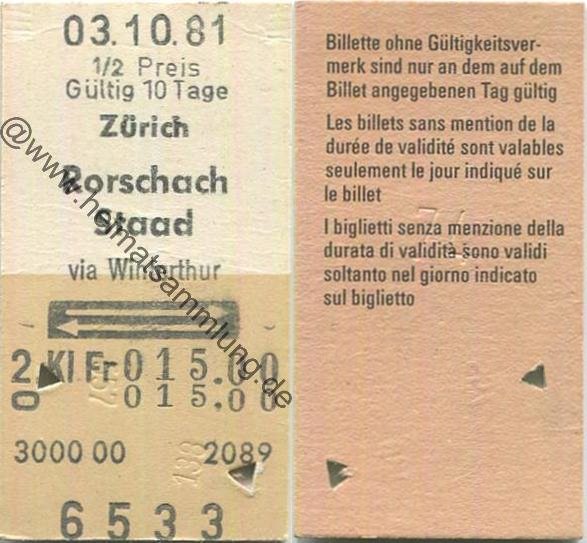 03.10.81
1/2 Preis
Gültig 10 Tage
Zürich
Rorschach
Staad
via Winterthur
2 Kl Fr 015.00
0 015.00
3000 00 2089
6533
@www.heimatsammlung.de
Billette ohne Gültigkeitsver-
merk sind nur an dem auf dem
Billet angegebenen Tag gültig
Les billets sans mention de la
durée de validité sont valables
seulement le jour indiqué sur
le billet
I biglietti senza menzione della
durata di validità sono validi
soltanto nel giorno indicato
sul biglietto